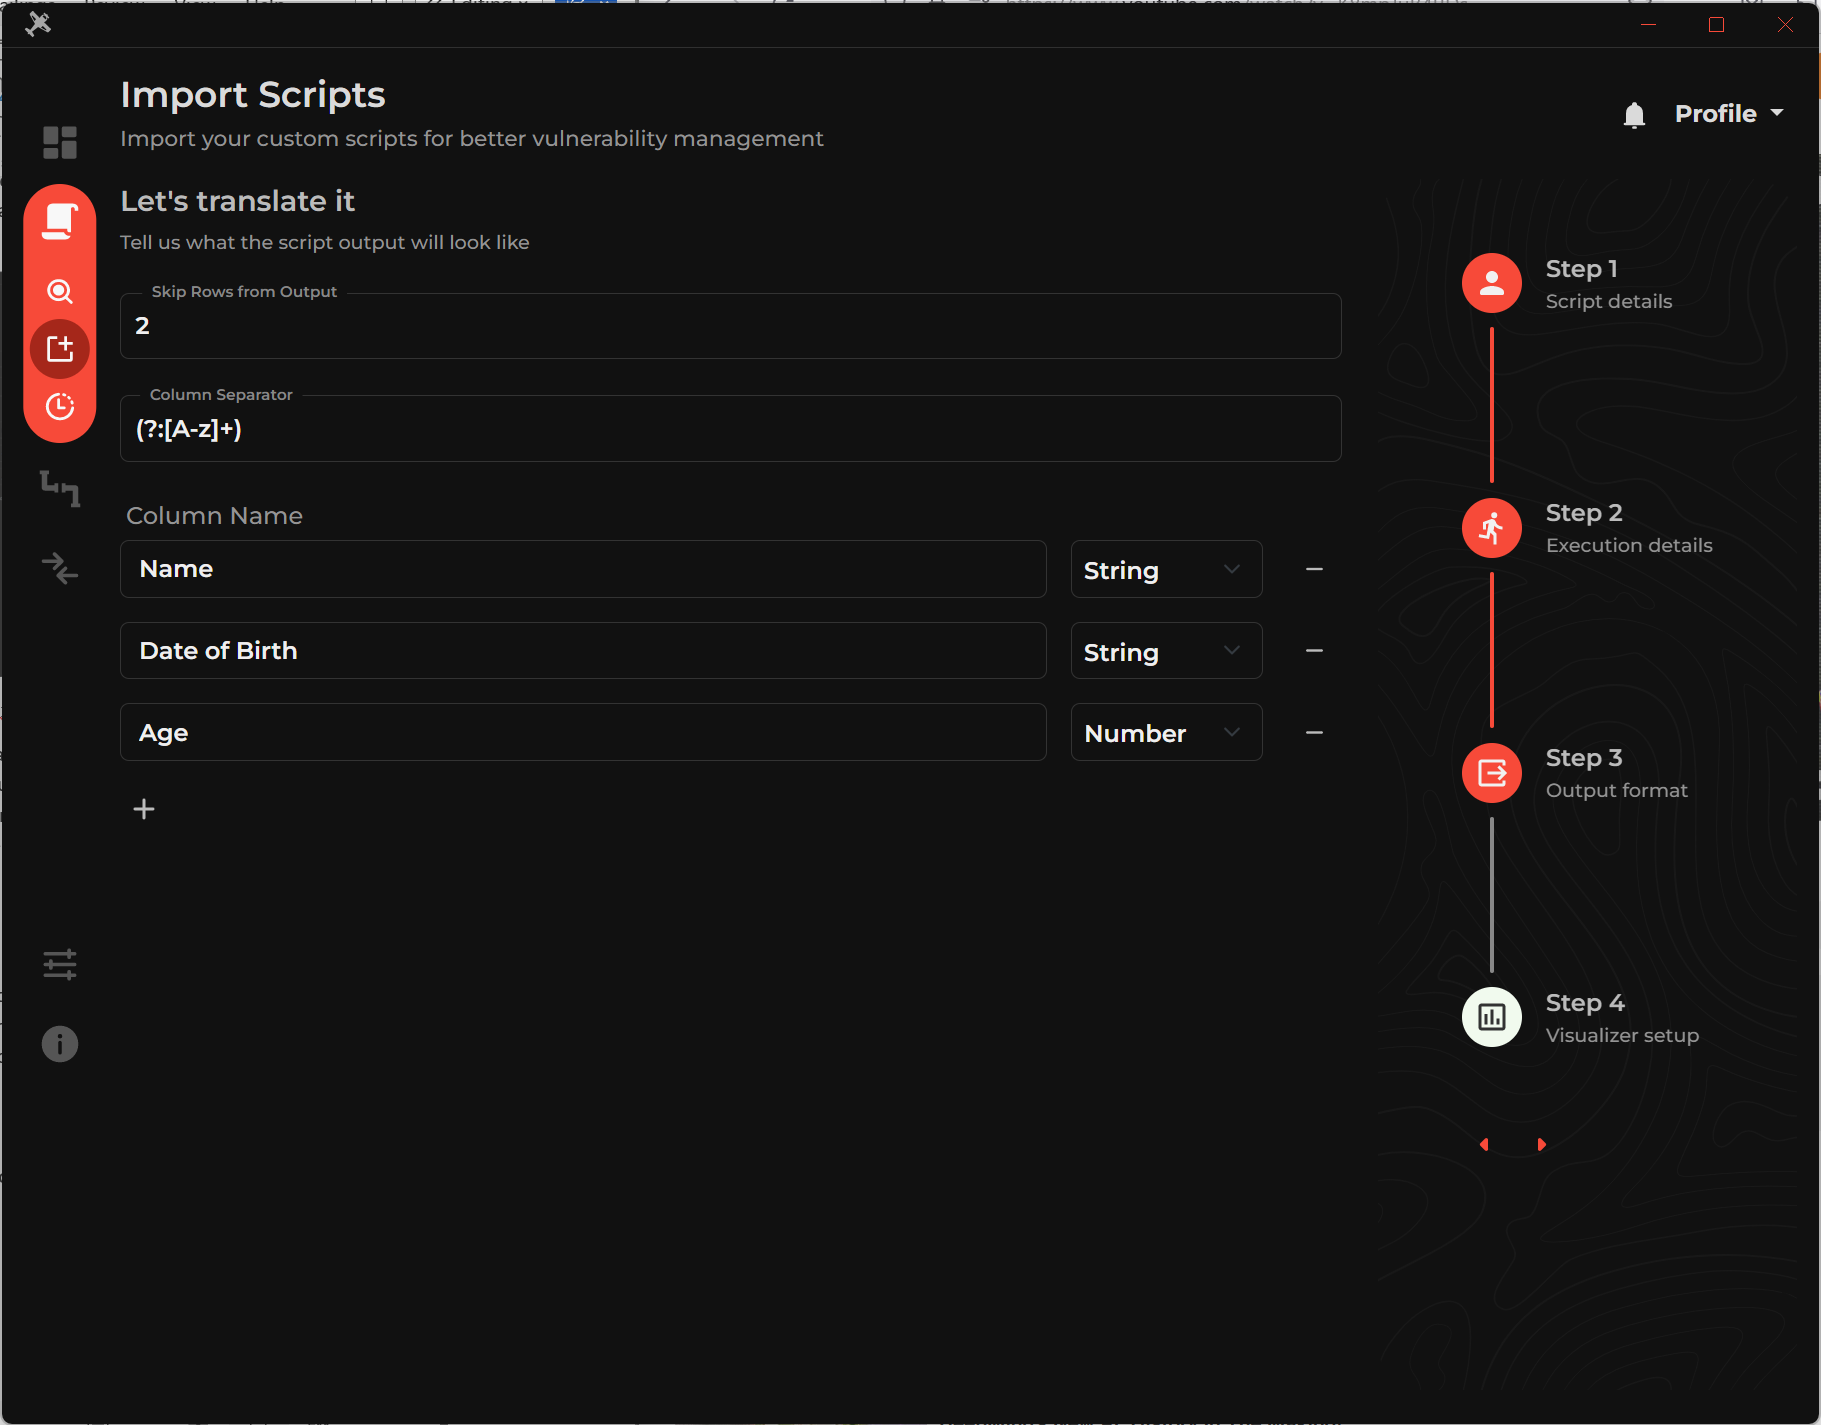 Import Scripts
Import your custom scripts for better vulnerability management
Profile
Let's translate it
Tell us what the script output will look like
Skip Rows from Output
2
Column Separator
(?:[A-z]+)
Column Name
Name
String
Date of Birth
String
Age
Number
Step 1
Script details
Step 2
Execution details
Step 3
Output format
Step 4
Visualizer setup